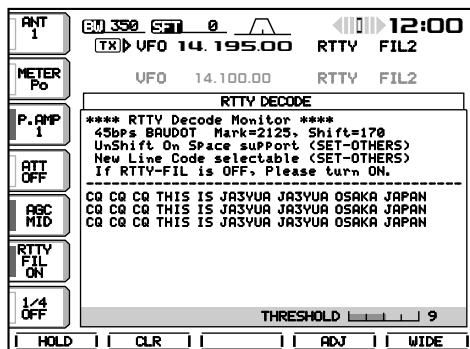 ANT
1
BW 350 SFT 0
12:00
TX VFO 14.195.00 RTTY FIL2
METER
Po
VFO 14.100.00 RTTY FIL2
RTTY DECODE
P.AMP
1
**** RTTY Decode Monitor ****
45bps BAUDOT Mark=2125, Shift=170
UnShift On Space support (SET-OTHERS)
New Line Code selectable (SET-OTHERS)
If RTTY-FIL is OFF, Please turn ON.
ATT
OFF
--------------------------------------------------
CQ CQ CQ THIS IS JA3YUA JA3YUA OSAKA JAPAN
CQ CQ CQ THIS IS JA3YUA JA3YUA OSAKA JAPAN
CQ CQ CQ THIS IS JA3YUA JA3YUA OSAKA JAPAN
AGC
MID
RTTY
FIL
ON
1/4
OFF
THRESHOLD 9
HOLD CLR ADJ WIDE